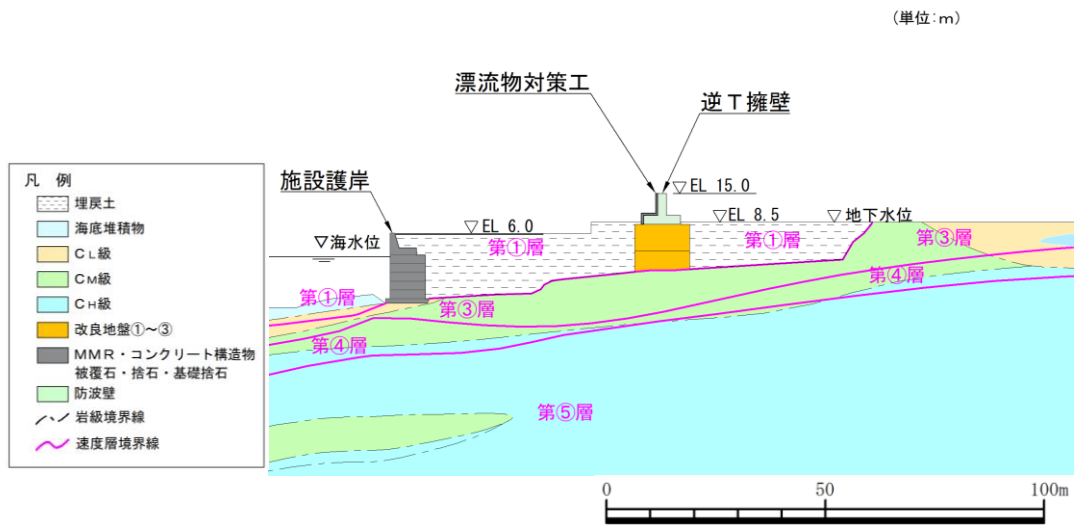 (単位:m)
漂流物対策工
逆T擁壁
施設護岸
▽EL 15.0
▽EL 6.0
▽EL 8.5
▽地下水位
▽海水位
第①層
第①層
第③層
第①層
第③層
第④層
第④層
第⑤層
凡 例
埋戻土
海底堆積物
CL級
CM級
CH級
改良地盤①~③
MMR・コンクリート構造物
被覆石・捨石・基礎捨石
防波壁
岩級境界線
速度層境界線
0 50 100m